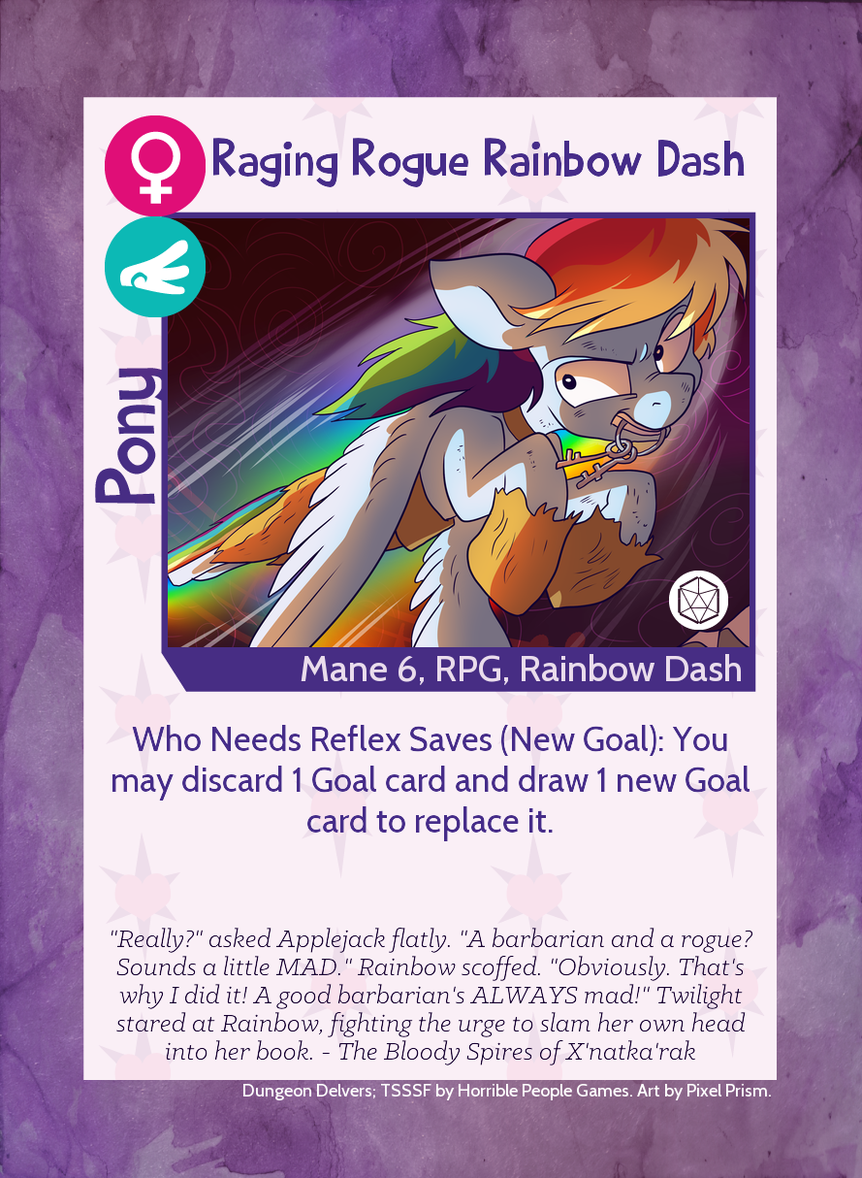 Raging Rogue Rainbow Dash
Pony
Mane 6, RPG, Rainbow Dash
Who Needs Reflex Saves (New Goal): You
may discard 1 Goal card and draw 1 new Goal
card to replace it.
"Really?" asked Applejack flatly. "A barbarian and a rogue?
Sounds a little MAD." Rainbow scoffed. "Obviously. That's
why I did it! A good barbarian's ALWAYS mad!" Twilight
stared at Rainbow, fighting the urge to slam her own head
into her book. - The Bloody Spires of X'natka'rak
Dungeon Delvers; TSSSF by Horrible People Games. Art by Pixel Prism.